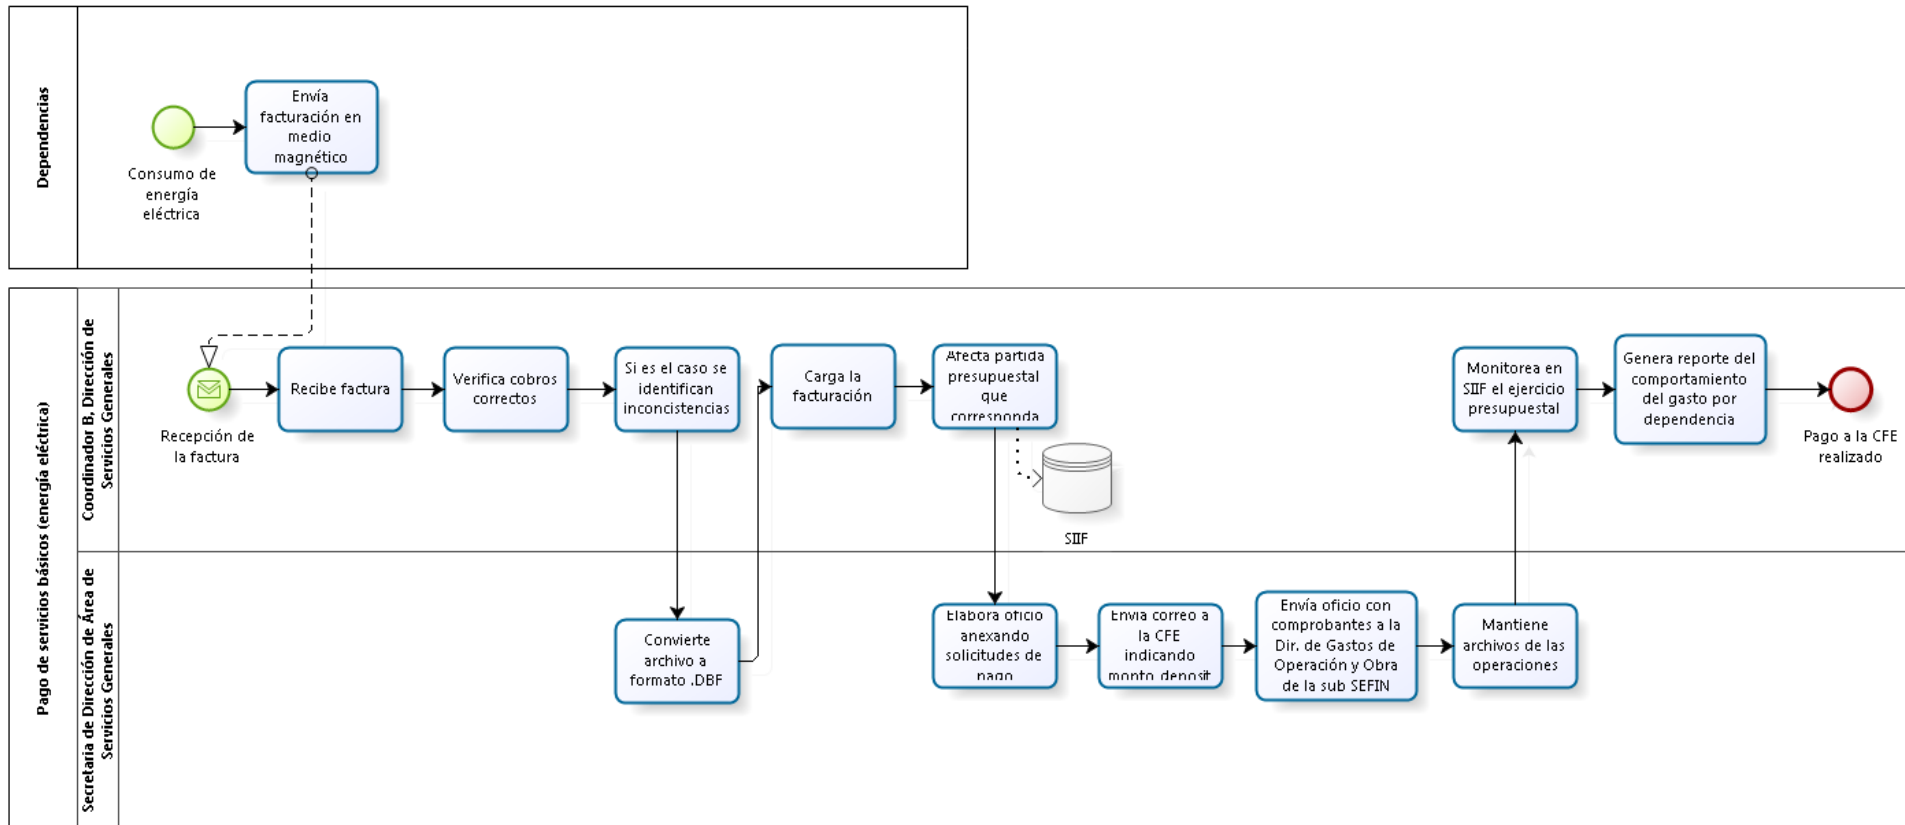 Dependencias
Consumo de
energía
eléctrica
Envía
facturación en
medio
magnético
Pago de servicios básicos (energía eléctrica)
Coordinador B, Dirección de
Servicios Generales
Recepción de
la factura
Recibe factura
Verifica cobros
correctos
Si es el caso se
identifican
inconcistencias
Carga la
facturación
Afecta partida
presupuestal
que
corresponda
SIIF
Monitorea en
SIIF el ejercicio
presupuestal
Genera reporte del
comportamiento
del gasto por
dependencia
Pago a la CFE
realizado
Secretaria de Dirección de Área de
Servicios Generales
Convierte
archivo a
formato .DBF
Elabora oficio
anexando
solicitudes de
pago
Envía correo a
la CFE
indicando
monto deposit
Envía oficio con
comprobantes a la
Dir. de Gastos de
Operación y Obra
de la sub SEFIN
Mantiene
archivos de las
operaciones